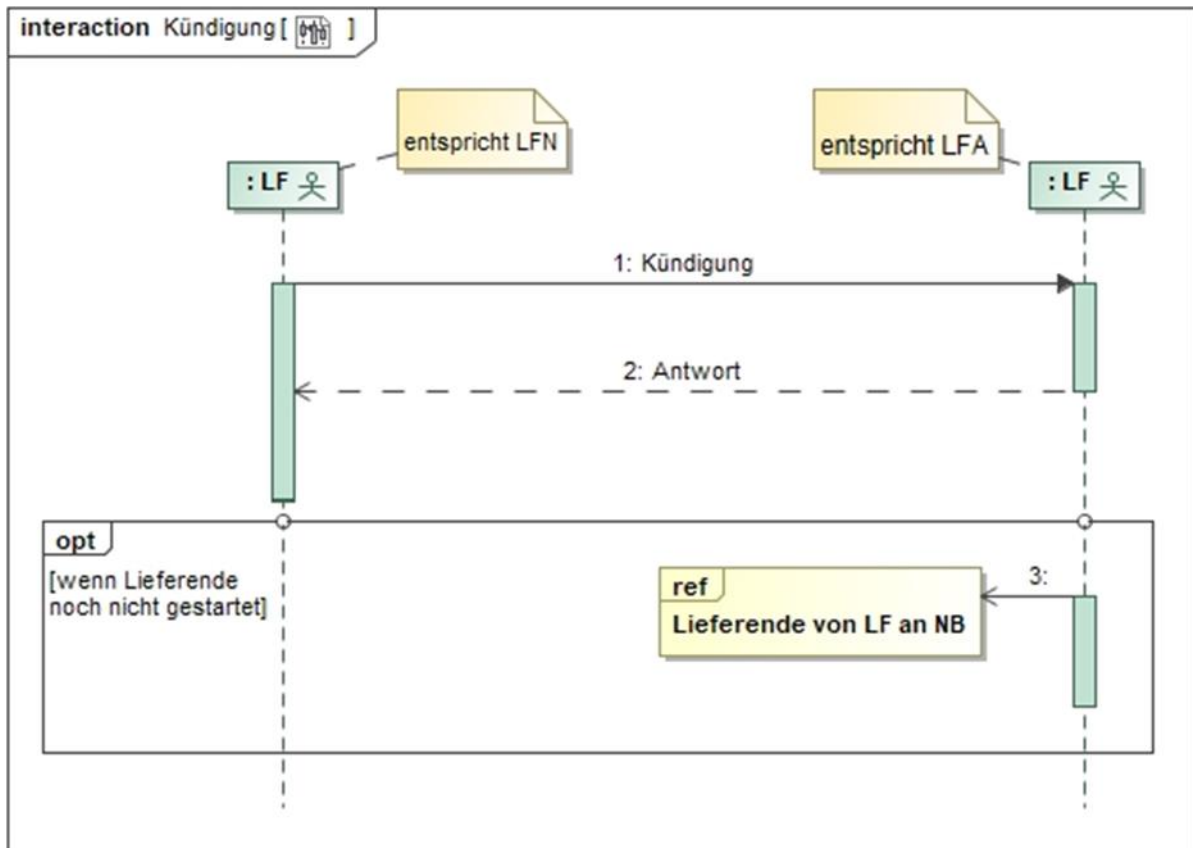 interaction Kündigung[ ]
entspricht LFN
entspricht LFA
: LF
: LF
1: Kündigung
2: Antwort
opt
[wenn Lieferende
noch nicht gestartet]
3:
ref
Lieferende von LF an NB